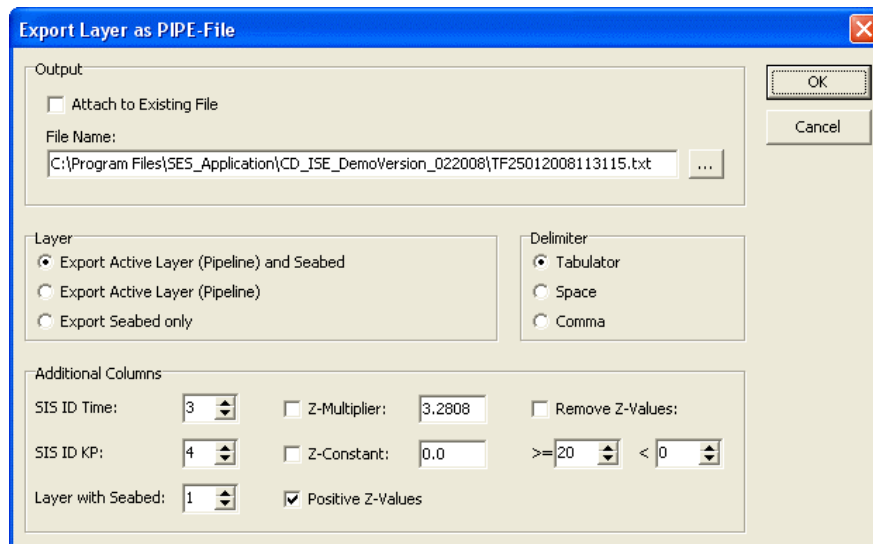 Export Layer as PIPE-File
Output
Attach to Existing File
File Name:
C:\Program Files\SES_Application\CD_ISE_DemoVersion_022008\TF25012008113115.txt
...
OK
Cancel
Layer
Export Active Layer (Pipeline) and Seabed
Export Active Layer (Pipeline)
Export Seabed only
Delimiter
Tabulator
Space
Comma
Additional Columns
SIS ID Time: 3
Z-Multiplier: 3.2808
Remove Z-Values:
SIS ID KP: 4
Z-Constant: 0.0
>= 20 < 0
Layer with Seabed: 1
Positive Z-Values